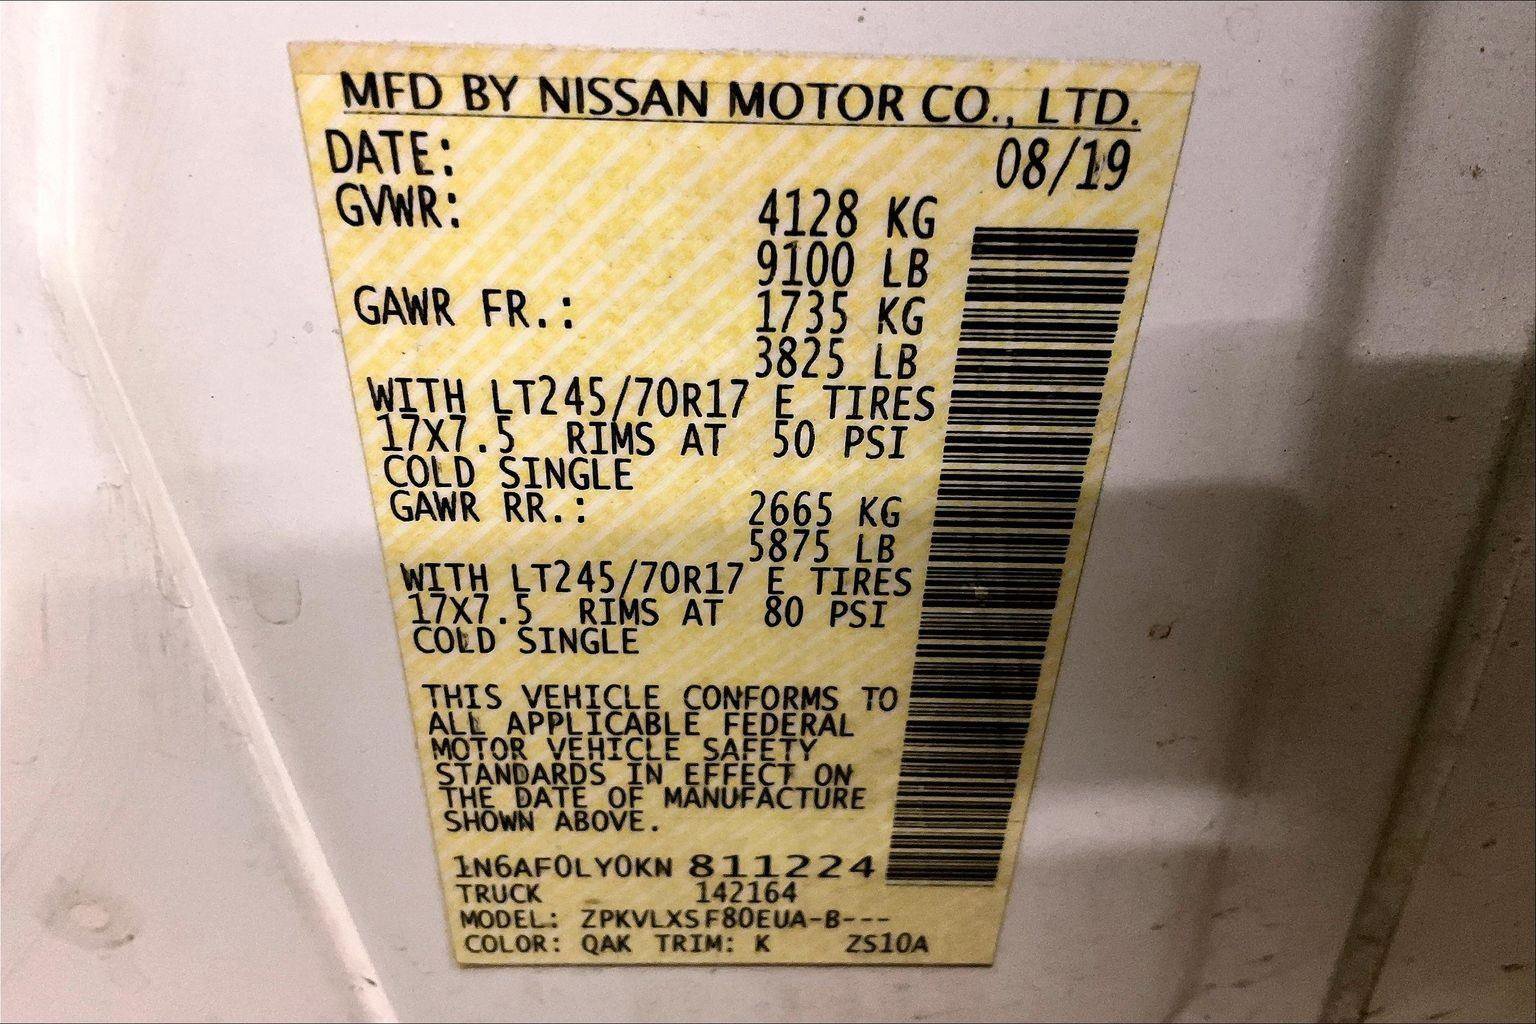 MFD BY NISSAN MOTOR CO., LTD.
DATE: 08/19
GVWR: 4128 KG
9100 LB
GAWR FR.: 1735 KG
3825 LB
WITH LT245/70R17 E TIRES
17X7.5 RIMS AT 50 PSI
COLD SINGLE
GAWR RR.: 2665 KG
5875 LB
WITH LT245/70R17 E TIRES
17X7.5 RIMS AT 80 PSI
COLD SINGLE
THIS VEHICLE CONFORMS TO
ALL APPLICABLE FEDERAL
MOTOR VEHICLE SAFETY
STANDARDS IN EFFECT ON
THE DATE OF MANUFACTURE
SHOWN ABOVE.
1N6AF0LY0KN 811224
TRUCK 142164
MODEL: ZPKVLXSF80EUA-B---
COLOR: QAK TRIM: K ZS10A